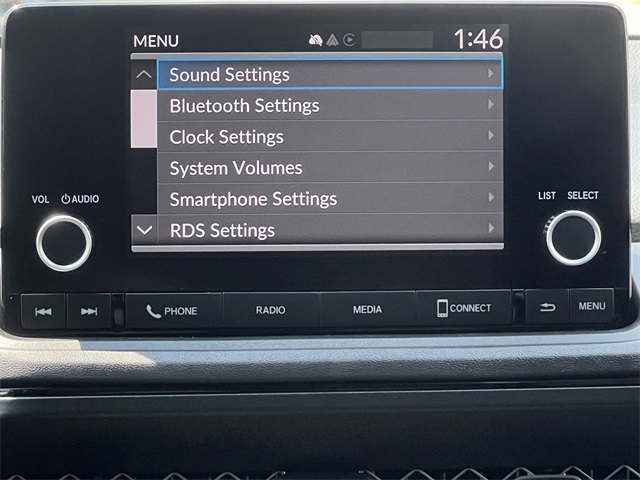 MENU 1:46
Sound Settings
Bluetooth Settings
Clock Settings
System Volumes
Smartphone Settings
RDS Settings
VOL AUDIO
LIST SELECT
PHONE RADIO MEDIA CONNECT MENU